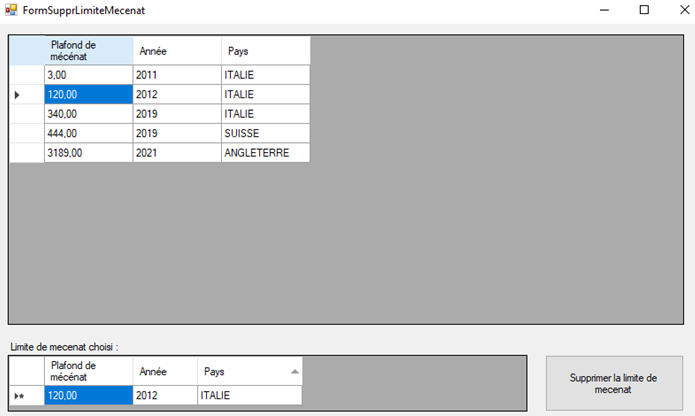 FormSupprLimiteMecenat
Plafond de mécénat Année Pays
3,00 2011 ITALIE
120,00 2012 ITALIE
340,00 2019 ITALIE
444,00 2019 SUISSE
3189,00 2021 ANGLETERRE
Limite de mecenat choisi :
Plafond de mécénat Année Pays
120,00 2012 ITALIE
Supprimer la limite de
mecenat